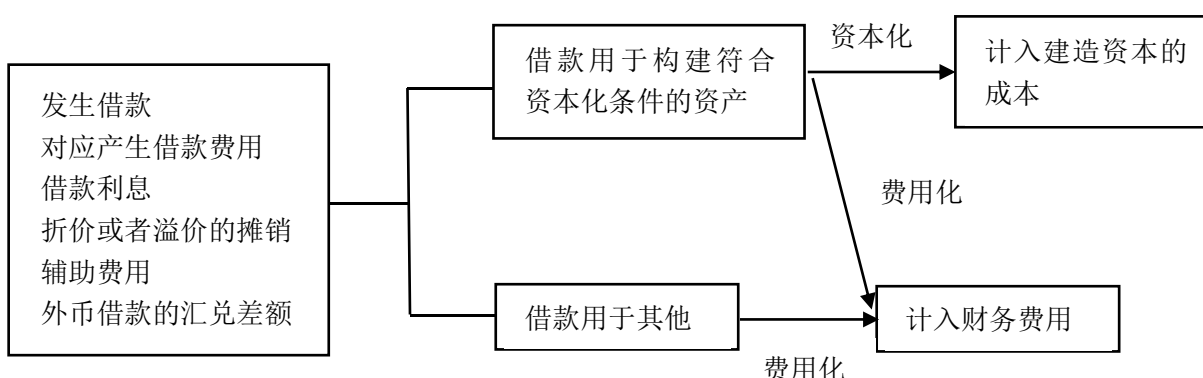 发生借款
对应产生借款费用
借款利息
折价或者溢价的摊销
辅助费用
外币借款的汇兑差额
借款用于构建符合
资本化条件的资产
资本化
计入建造资本的
成本
费用化
借款用于其他
费用化
计入财务费用